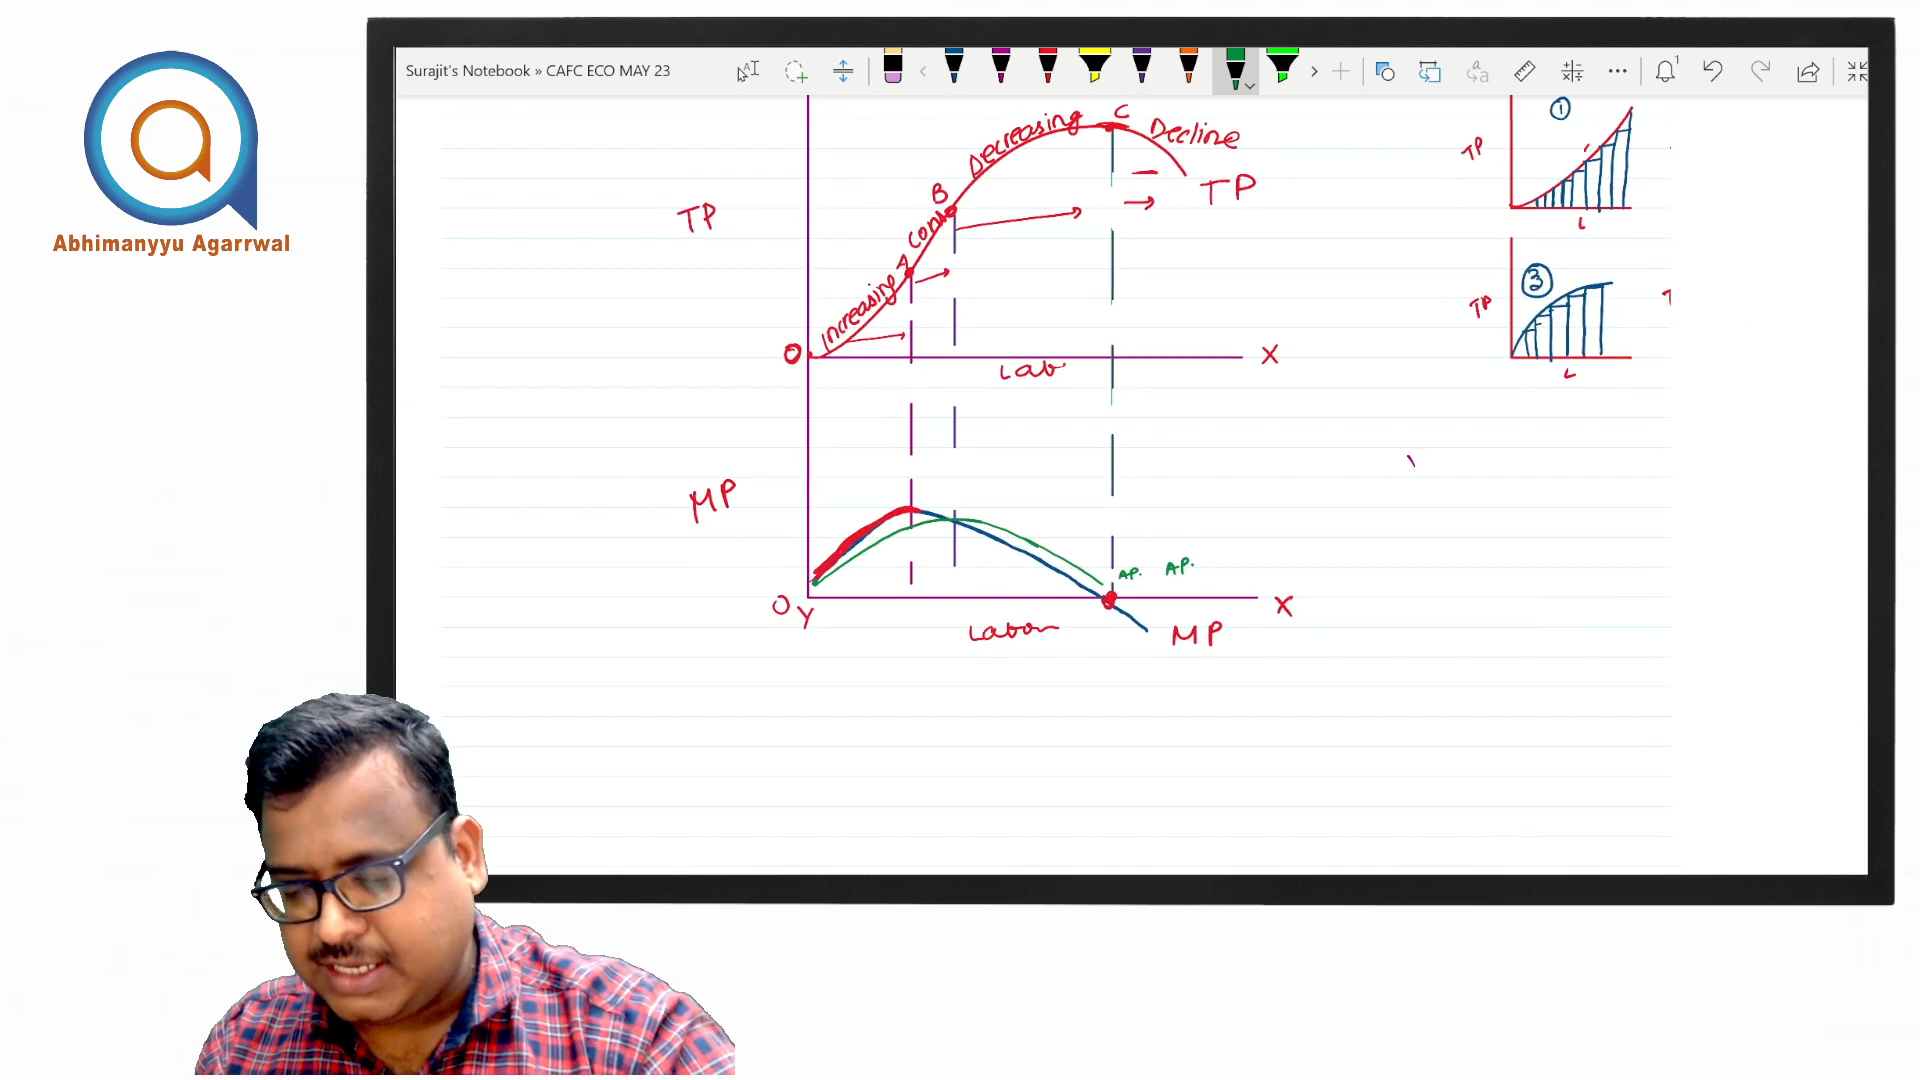 Surajit's Notebook » CAFC ECO MAY 23
Abhimanyyu Agarrwal
C
Decreasing
Decline
B
TP
TP
Cons
A
Increasing
O
X
Lab
MP
AP.
AP.
O
Y
X
Labor
MP
1
TP
L
3
TP
L